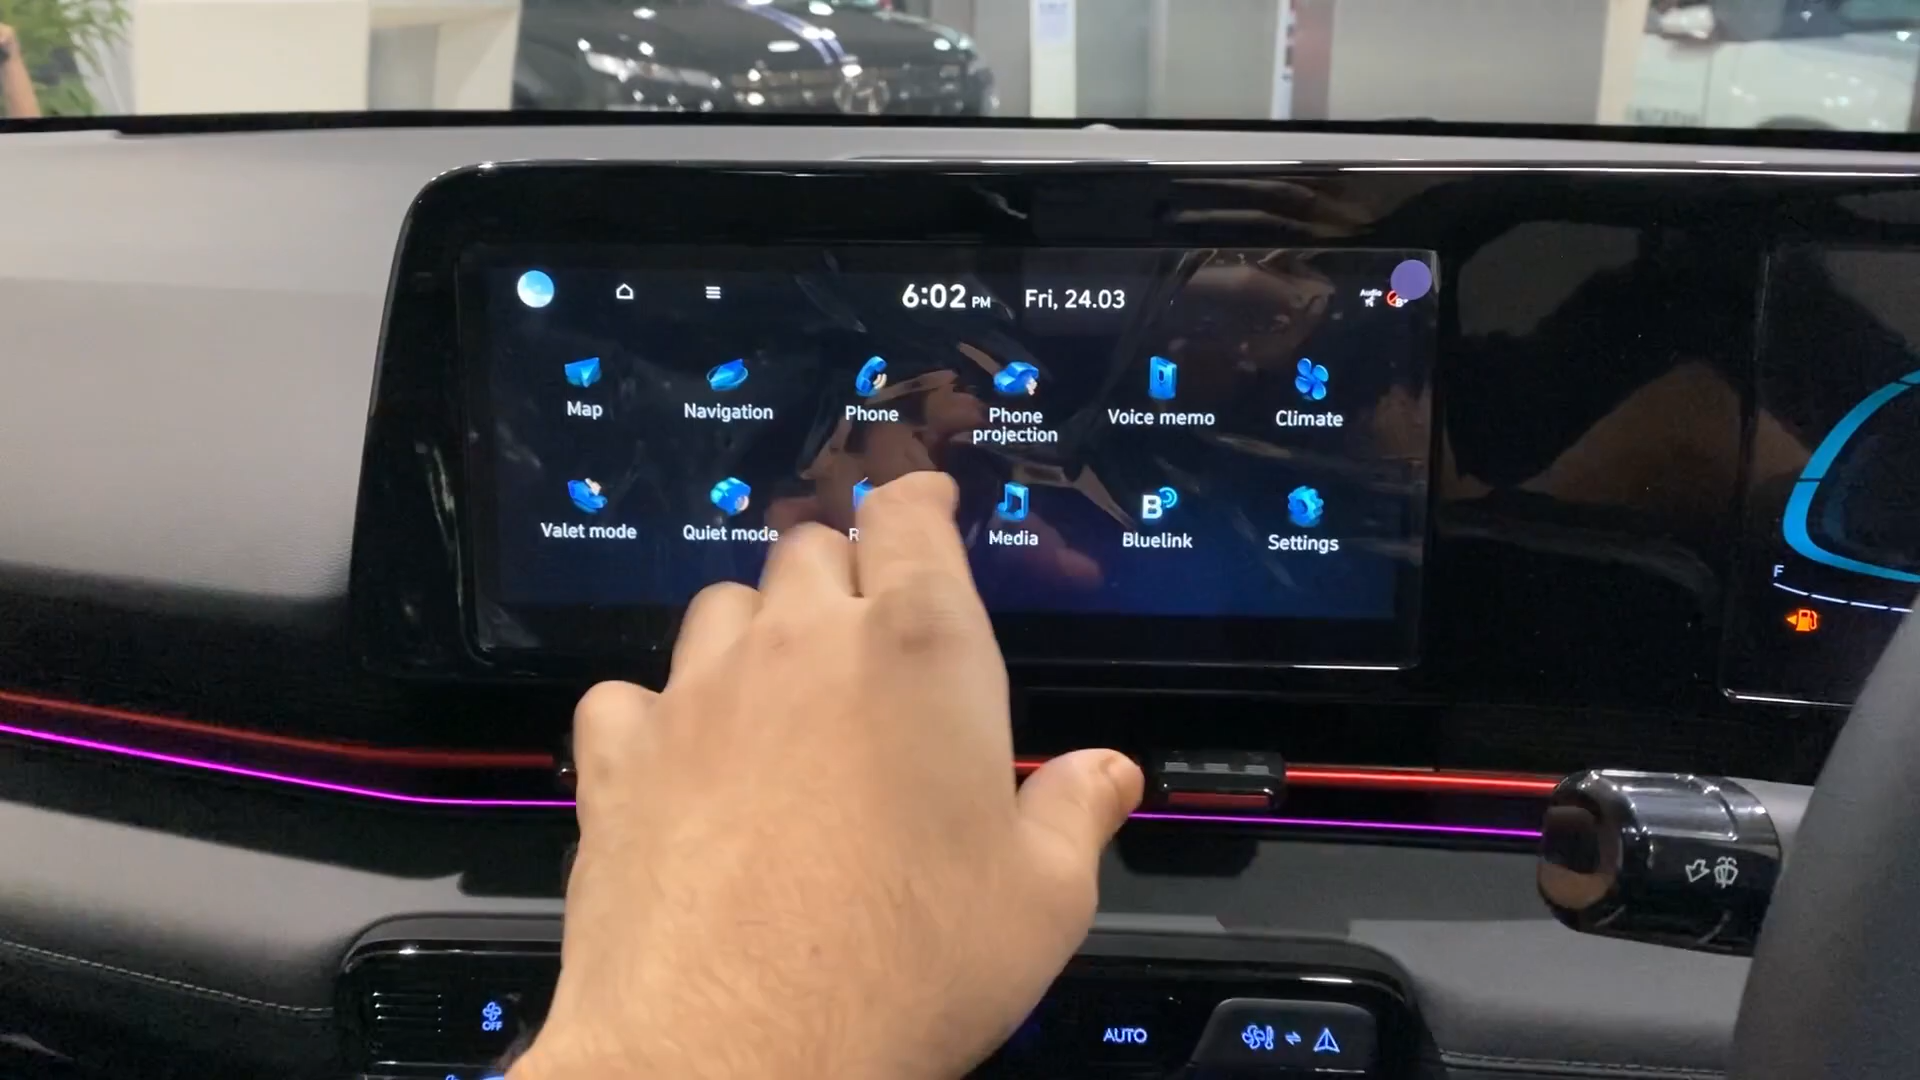 6:02 PM Fri, 24.03
Audio
Map Navigation Phone Phone projection Voice memo Climate
Valet mode Quiet mode R Media Bluelink Settings
F
OFF
AUTO